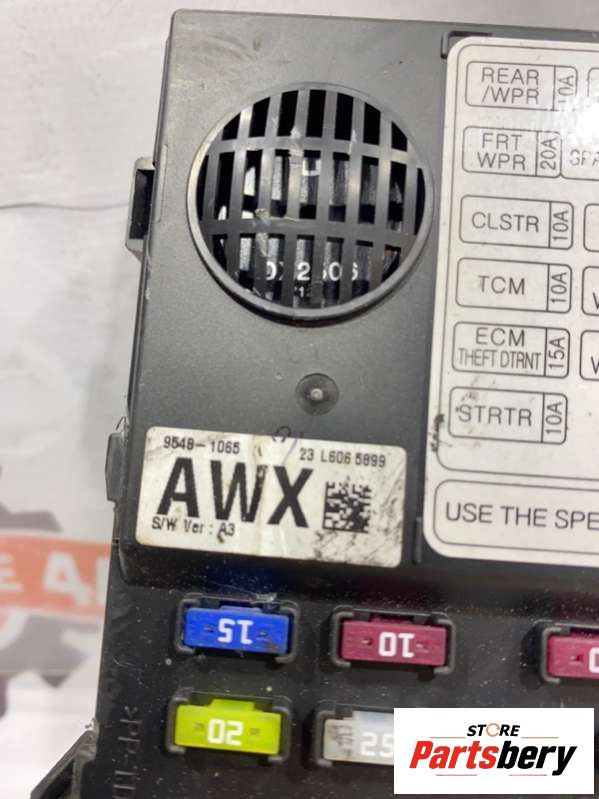 REAR
/WPR
10A
FRT
WPR
20A
CLSTR
10A
TCM
10A
ECM
THEFT DTRNT
15A
STRTR
10A
USE THE SPE
9548-1065
23 L606 5899
AWX
S/W Ver : A3
15
10
20
25
STORE
Partsbery